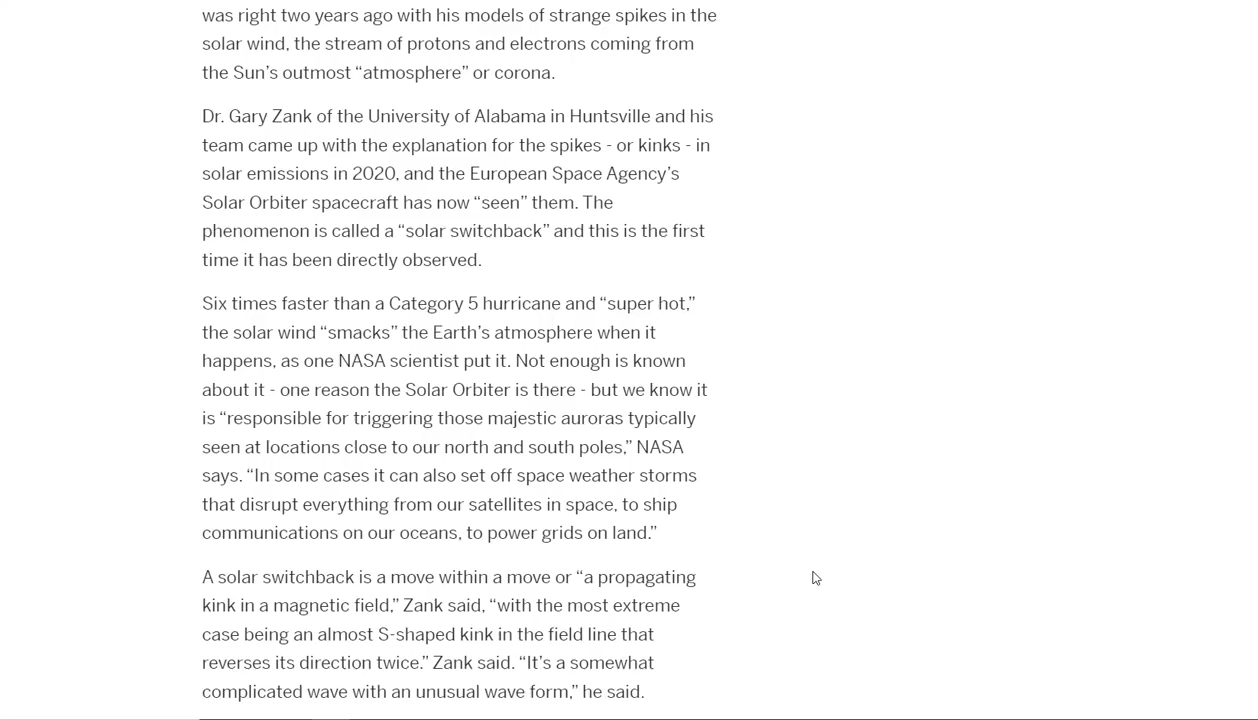 was right two years ago with his models of strange spikes in the
solar wind, the stream of protons and electrons coming from
the Sun’s outmost “atmosphere” or corona.
Dr. Gary Zank of the University of Alabama in Huntsville and his
team came up with the explanation for the spikes - or kinks - in
solar emissions in 2020, and the European Space Agency’s
Solar Orbiter spacecraft has now “seen” them. The
phenomenon is called a “solar switchback” and this is the first
time it has been directly observed.
Six times faster than a Category 5 hurricane and “super hot,”
the solar wind “smacks” the Earth’s atmosphere when it
happens, as one NASA scientist put it. Not enough is known
about it - one reason the Solar Orbiter is there - but we know it
is “responsible for triggering those majestic auroras typically
seen at locations close to our north and south poles,” NASA
says. “In some cases it can also set off space weather storms
that disrupt everything from our satellites in space, to ship
communications on our oceans, to power grids on land.”
A solar switchback is a move within a move or “a propagating
kink in a magnetic field,” Zank said, “with the most extreme
case being an almost S-shaped kink in the field line that
reverses its direction twice.” Zank said. “It’s a somewhat
complicated wave with an unusual wave form,” he said.